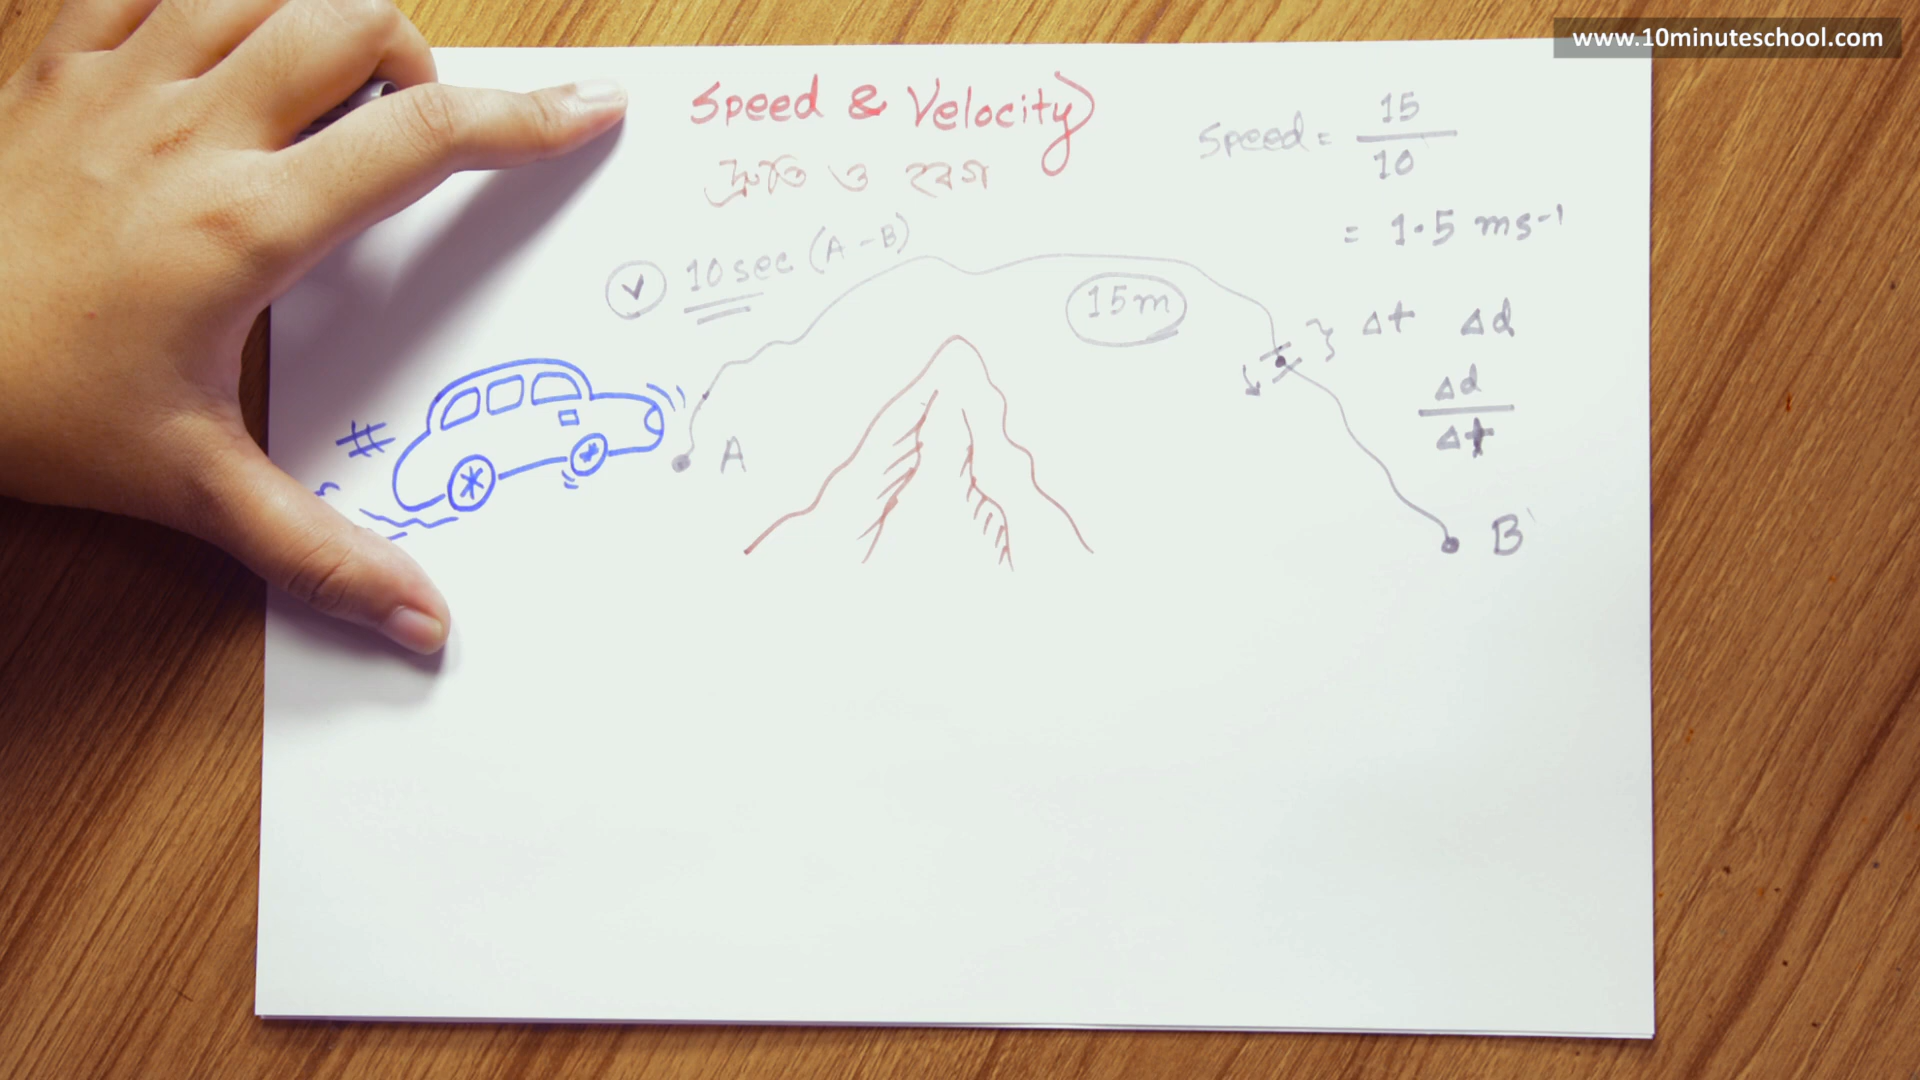 www.10minuteschool.com
Speed & Velocity
দ্রুতি ও বেগ
Speed = 15/10
= 1.5 ms⁻¹
✓ 10 sec (A-B)
15m
Δt Δd
Δd/Δt
#
A
B